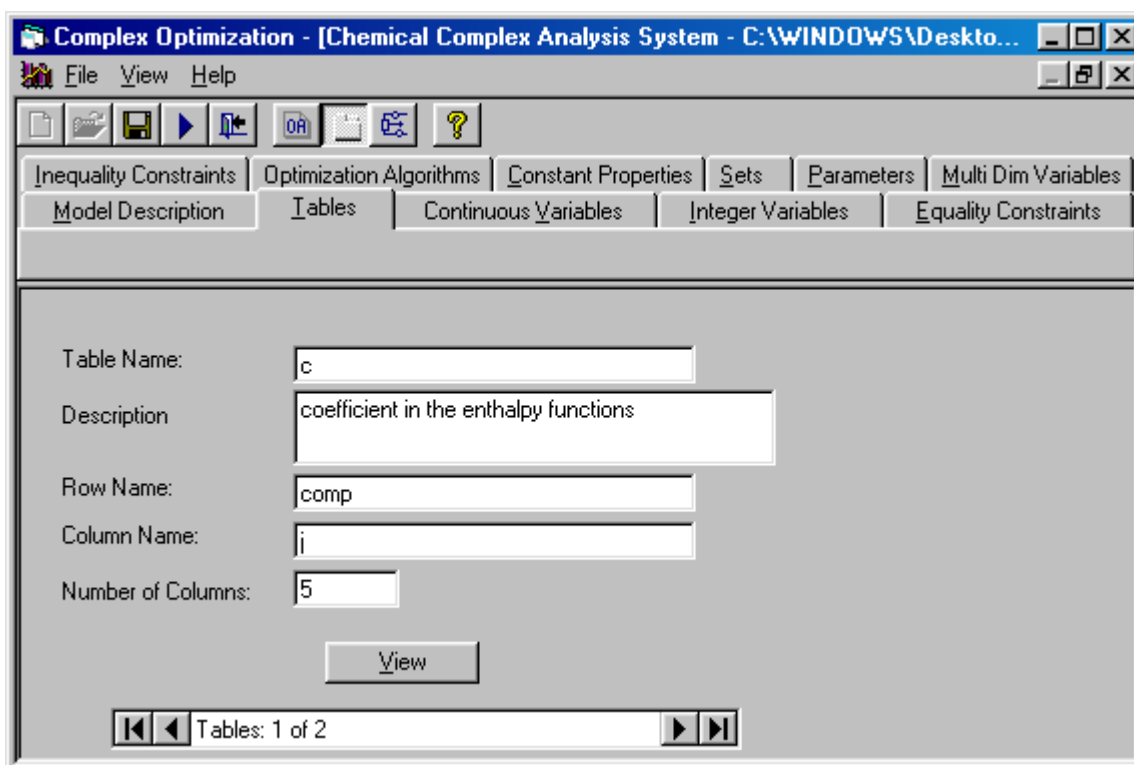 Complex Optimization - [Chemical Complex Analysis System - C:\WINDOWS\Deskto...
File View Help
OA ?
Inequality Constraints Optimization Algorithms Constant Properties Sets Parameters Multi Dim Variables
Model Description Tables Continuous Variables Integer Variables Equality Constraints
Table Name: c
Description coefficient in the enthalpy functions
Row Name: comp
Column Name: j
Number of Columns: 5
View
Tables: 1 of 2